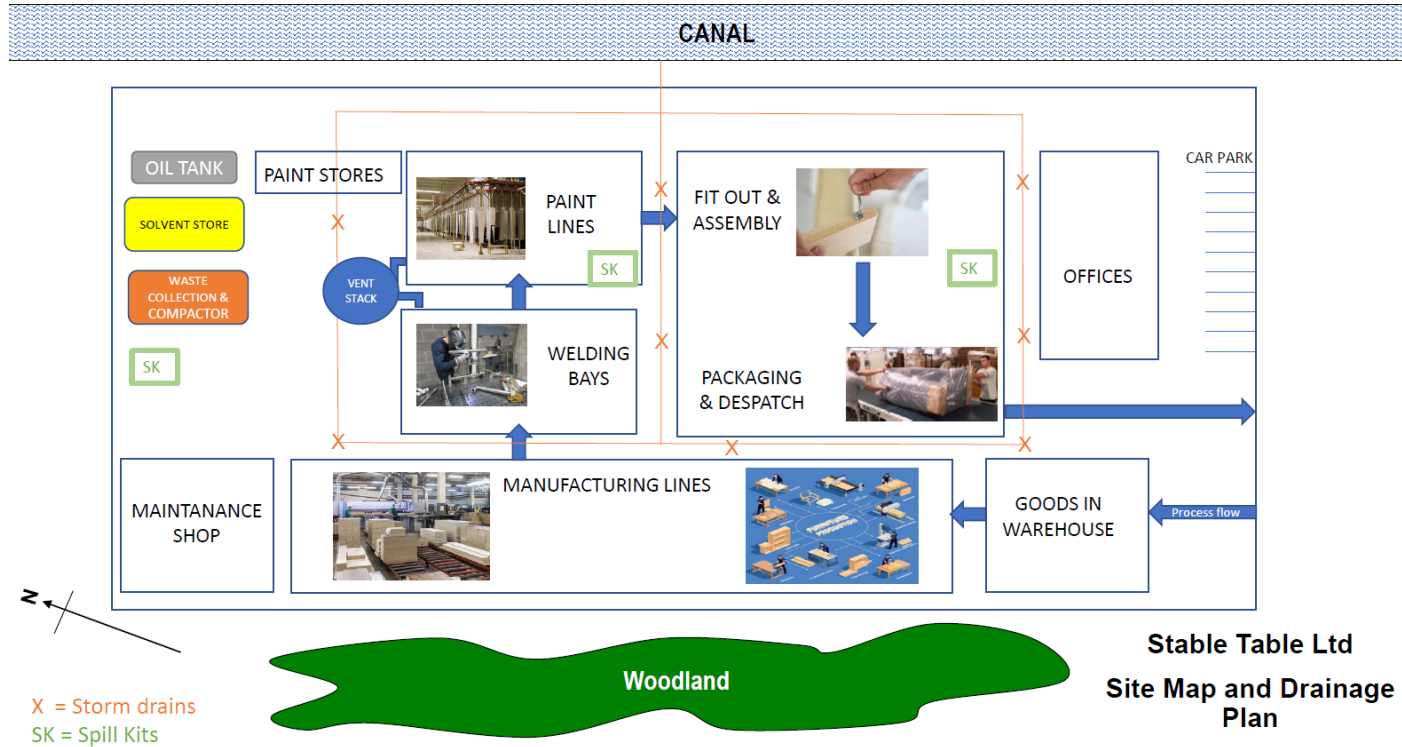 CANAL
OIL TANK
PAINT STORES
SOLVENT STORE
WASTE
COLLECTION &
COMPACTOR
SK
VENT
STACK
PAINT
LINES
SK
WELDING
BAYS
FIT OUT &
ASSEMBLY
SK
PACKAGING
& DESPATCH
OFFICES
CAR PARK
X
X
X
X
X
X
X
X
MAINTANANCE
SHOP
MANUFACTURING LINES
GOODS IN
WAREHOUSE
Process flow
N
Woodland
Stable Table Ltd
Site Map and Drainage
Plan
X = Storm drains
SK = Spill Kits